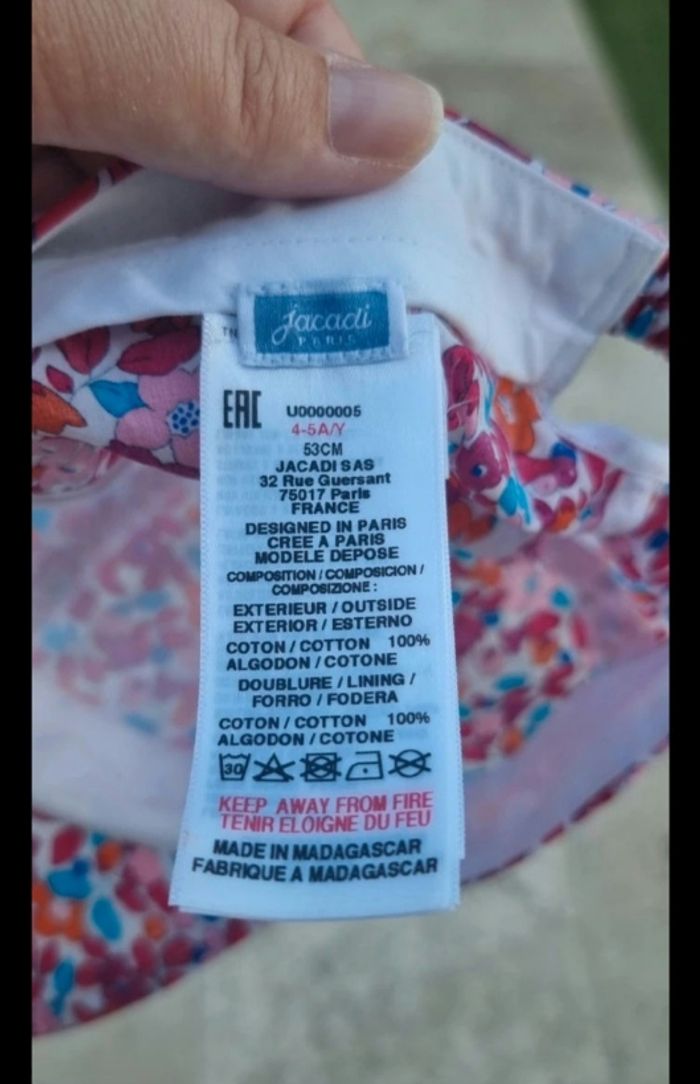 Jacadi
PARIS
EAC
U0000005
4-5A/Y
53CM
JACADI SAS
32 Rue Guersant
75017 Paris
FRANCE
DESIGNED IN PARIS
CREE A PARIS
MODELE DEPOSE
COMPOSITION / COMPOSICION /
COMPOSIZIONE :
EXTERIEUR / OUTSIDE
EXTERIOR / ESTERNO
COTON / COTTON 100%
ALGODON / COTONE
DOUBLURE / LINING /
FORRO / FODERA
COTON / COTTON 100%
ALGODON / COTONE
30
KEEP AWAY FROM FIRE
TENIR ELOIGNE DU FEU
MADE IN MADAGASCAR
FABRIQUE A MADAGASCAR